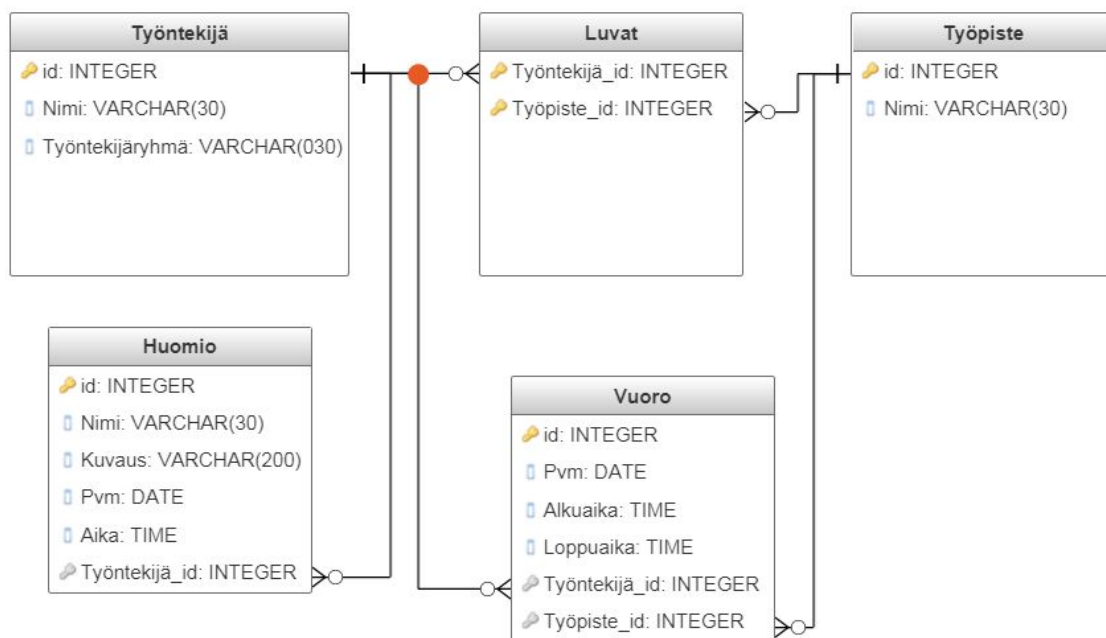 Työntekijä
id: INTEGER
Nimi: VARCHAR(30)
Työntekijäryhmä: VARCHAR(030)
Luvat
Työntekijä_id: INTEGER
Työpiste_id: INTEGER
Työpiste
id: INTEGER
Nimi: VARCHAR(30)
Huomio
id: INTEGER
Nimi: VARCHAR(30)
Kuvaus: VARCHAR(200)
Pvm: DATE
Aika: TIME
Työntekijä_id: INTEGER
Vuoro
id: INTEGER
Pvm: DATE
Alkuaika: TIME
Loppuaika: TIME
Työntekijä_id: INTEGER
Työpiste_id: INTEGER